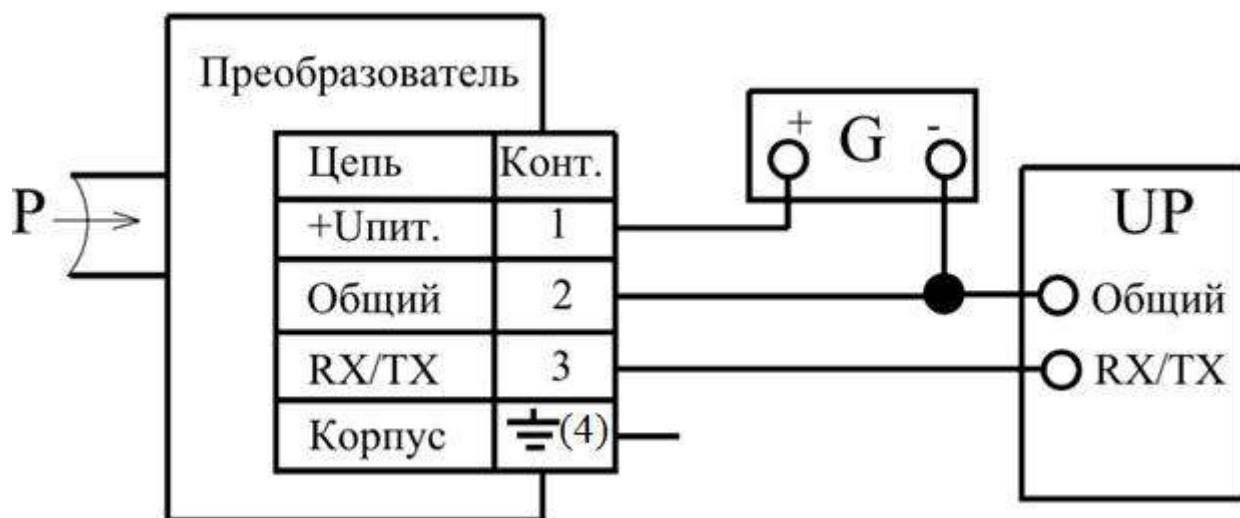 Преобразователь
P
Цепь Конт.
+Uпит. 1
Общий 2
RX/TX 3
Корпус (4)
+ G -
UP
Общий
RX/TX